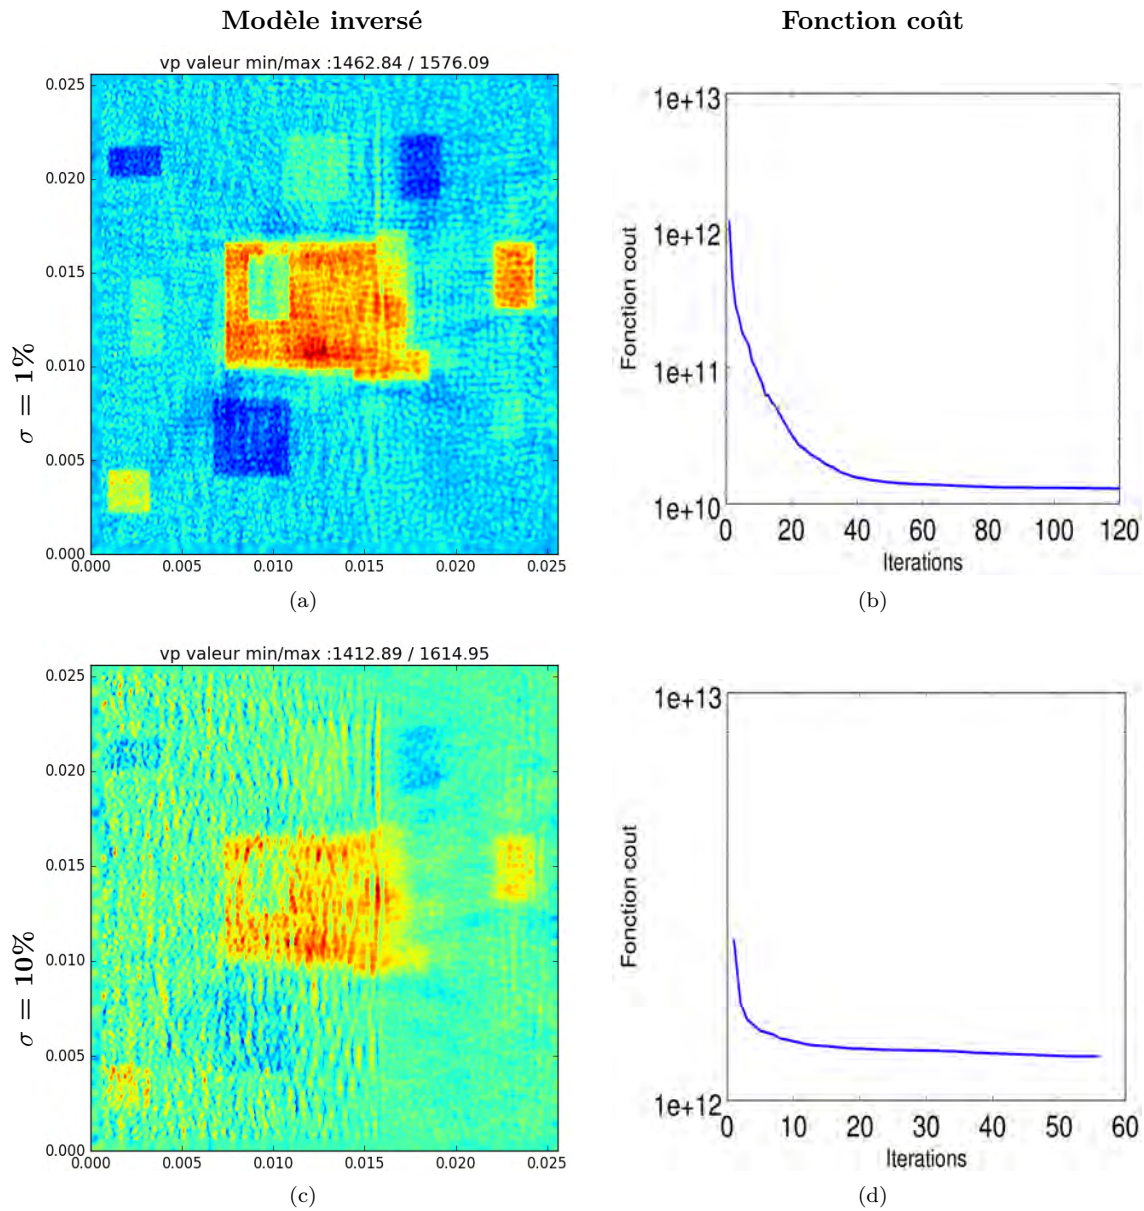 Modèle inversé
Fonction coût
vp valeur min/max :1462.84 / 1576.09
0.025
0.020
0.015
0.010
0.005
0.000
0.000 0.005 0.010 0.015 0.020 0.025
σ = 1%
(a)
1e+13
1e+12
1e+11
1e+10
Fonction cout
0 20 40 60 80 100 120
Iterations
(b)
vp valeur min/max :1412.89 / 1614.95
0.025
0.020
0.015
0.010
0.005
0.000
0.000 0.005 0.010 0.015 0.020 0.025
σ = 10%
(c)
1e+13
1e+12
Fonction cout
0 10 20 30 40 50 60
Iterations
(d)